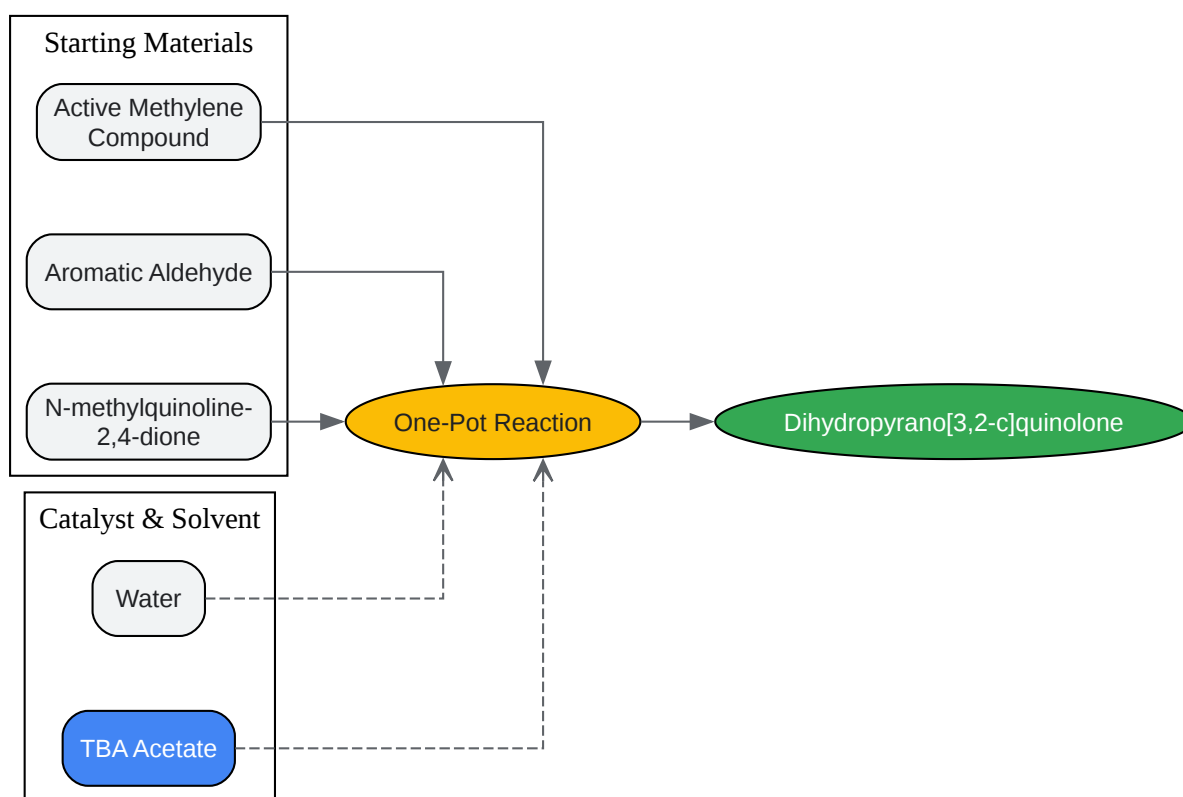 Starting Materials
Active Methylene
Compound
Aromatic Aldehyde
N-methylquinoline-
2,4-dione
One-Pot Reaction
Dihydropyrano[3,2-c]quinolone
Catalyst & Solvent
Water
TBA Acetate